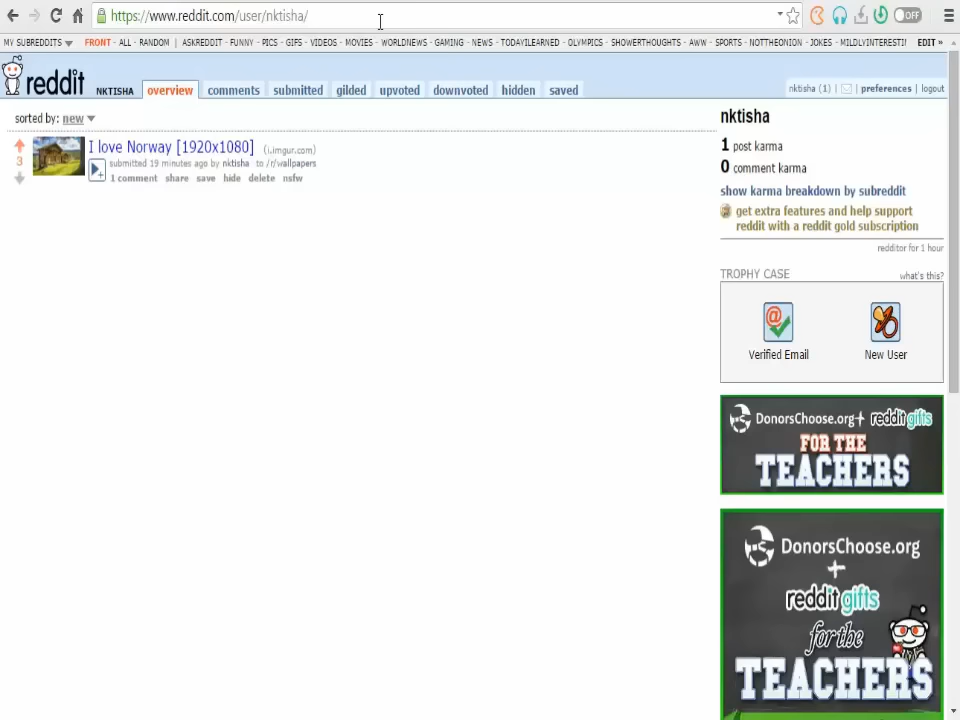 https://www.reddit.com/user/nktisha/
OFF
MY SUBREDDITS FRONT - ALL - RANDOM | ASKREDDIT - FUNNY - PICS - GIFS - VIDEOS - MOVIES - WORLDNEWS - GAMING - NEWS - TODAYILEARNED - OLYMPICS - SHOWERTHOUGHTS - AWW - SPORTS - NOTTHEONION - JOKES - MILDLYINTERESTI EDIT »
reddit NKTISHA overview comments submitted gilded upvoted downvoted hidden saved
nktisha (1) | | preferences | logout
sorted by: new
I love Norway [1920x1080] (i.imgur.com)
3
submitted 19 minutes ago by nktisha to /r/wallpapers
1 comment share save hide delete nsfw
nktisha
1 post karma
0 comment karma
show karma breakdown by subreddit
get extra features and help support
reddit with a reddit gold subscription
redditor for 1 hour
TROPHY CASE what's this?
Verified Email New User
DonorsChoose.org + redditgifts
FOR THE
TEACHERS
DonorsChoose.org
+
redditgifts
for the
TEACHERS